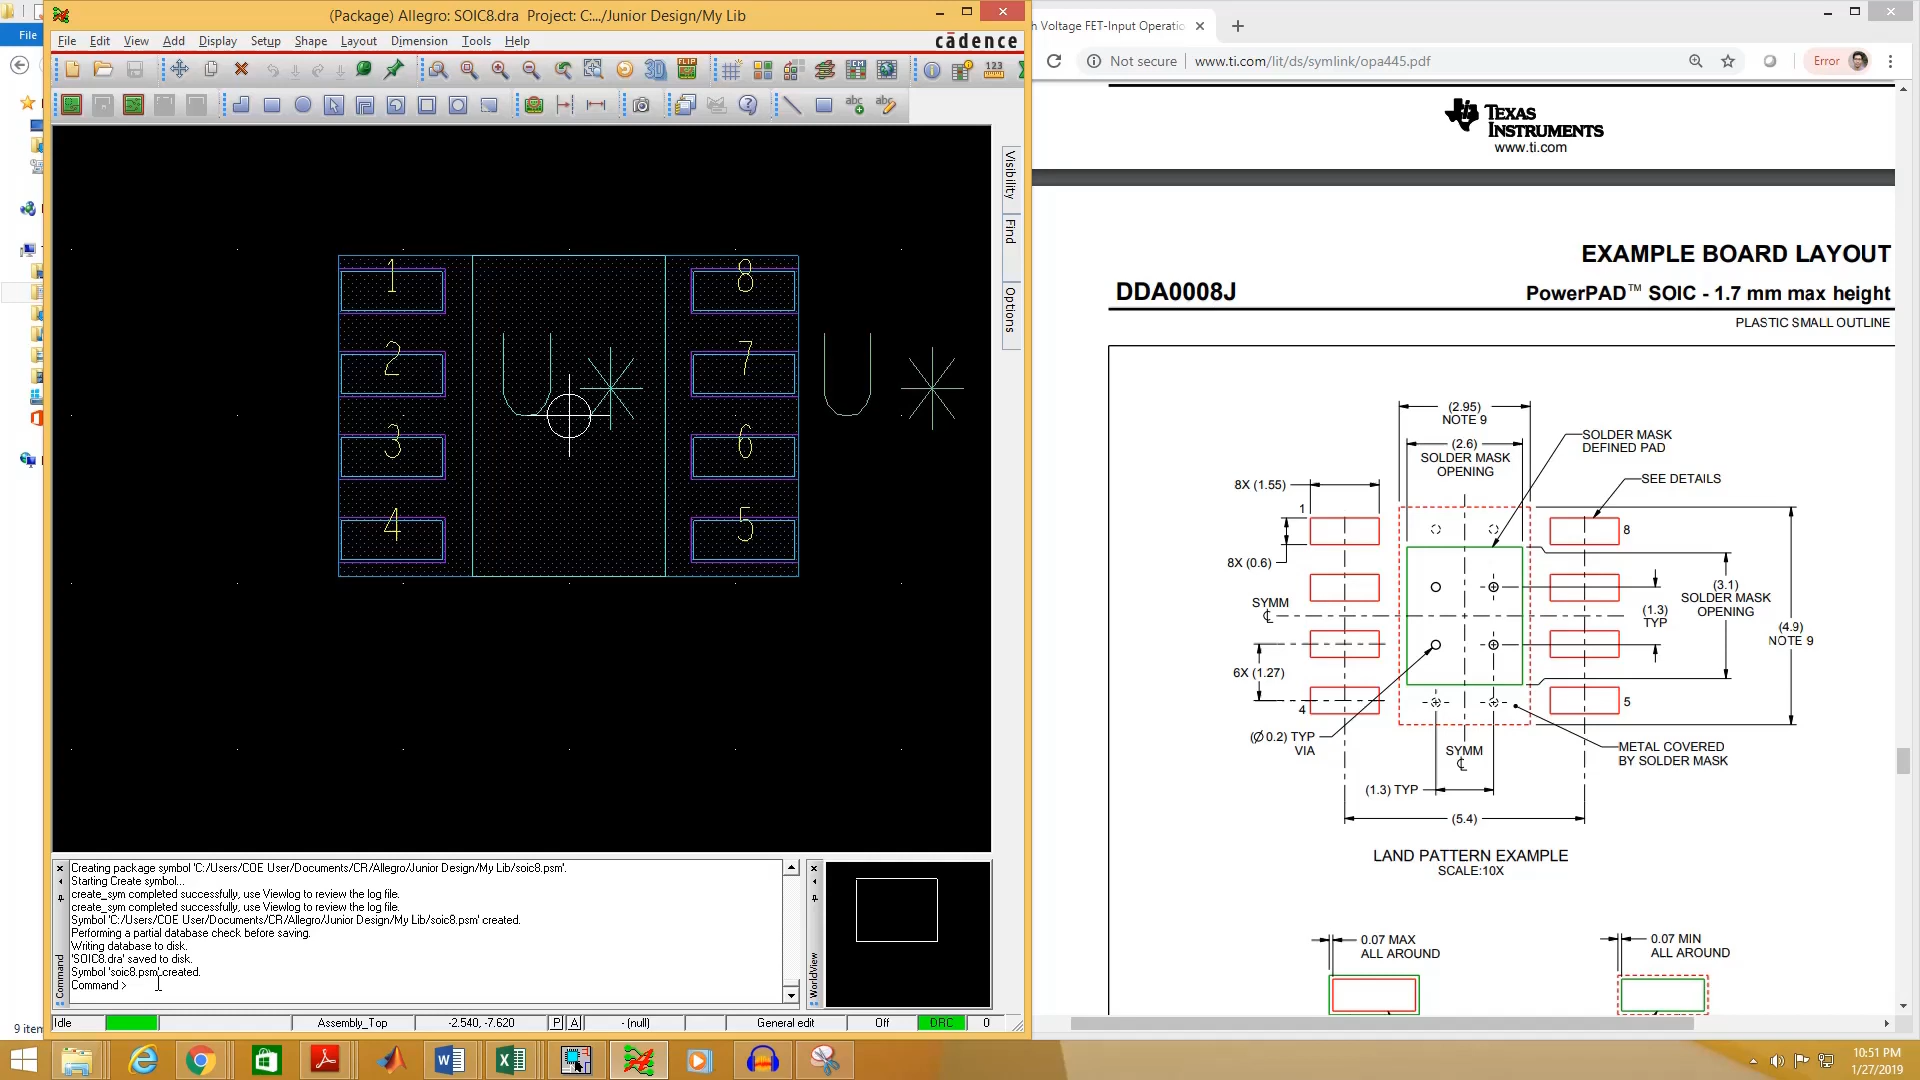 File
(Package) Allegro: SOIC8.dra Project: C:.../Junior Design/My Lib
File Edit View Add Display Setup Shape Layout Dimension Tools Help
cādence
3D
FLIP
123
abc
abc
Visibility
Find
Options
1
2
3
4
8
7
6
5
U*
U*
Creating package symbol 'C:/Users/COE User/Documents/CR/Allegro/Junior Design/My Lib/soic8.psm'.
Starting Create symbol...
create_sym completed successfully, use Viewlog to review the log file.
create_sym completed successfully, use Viewlog to review the log file.
Symbol 'C:/Users/COE User/Documents/CR/Allegro/Junior Design/My Lib/soic8.psm' created.
Performing a partial database check before saving.
Writing database to disk.
'SOIC8.dra' saved to disk.
Symbol 'soic8.psm' created.
Command >
Command
WorldView
Idle
Assembly_Top
-2.540, -7.620
P A
- (null)
General edit
Off
DRC
0
h Voltage FET-Input Operatio
Not secure www.ti.com/lit/ds/symlink/opa445.pdf
Error
TEXAS
INSTRUMENTS
www.ti.com
EXAMPLE BOARD LAYOUT
DDA0008J
PowerPAD™ SOIC - 1.7 mm max height
PLASTIC SMALL OUTLINE
(2.95)
NOTE 9
(2.6)
SOLDER MASK
OPENING
SOLDER MASK
DEFINED PAD
SEE DETAILS
8X (1.55)
1
8
8X (0.6)
SYMM
℄
(3.1)
SOLDER MASK
OPENING
(1.3)
TYP
(4.9)
NOTE 9
6X (1.27)
4
5
(Ø 0.2) TYP
VIA
SYMM
℄
METAL COVERED
BY SOLDER MASK
(1.3) TYP
(5.4)
LAND PATTERN EXAMPLE
SCALE:10X
0.07 MAX
ALL AROUND
0.07 MIN
ALL AROUND
9 item
10:51 PM
1/27/2019